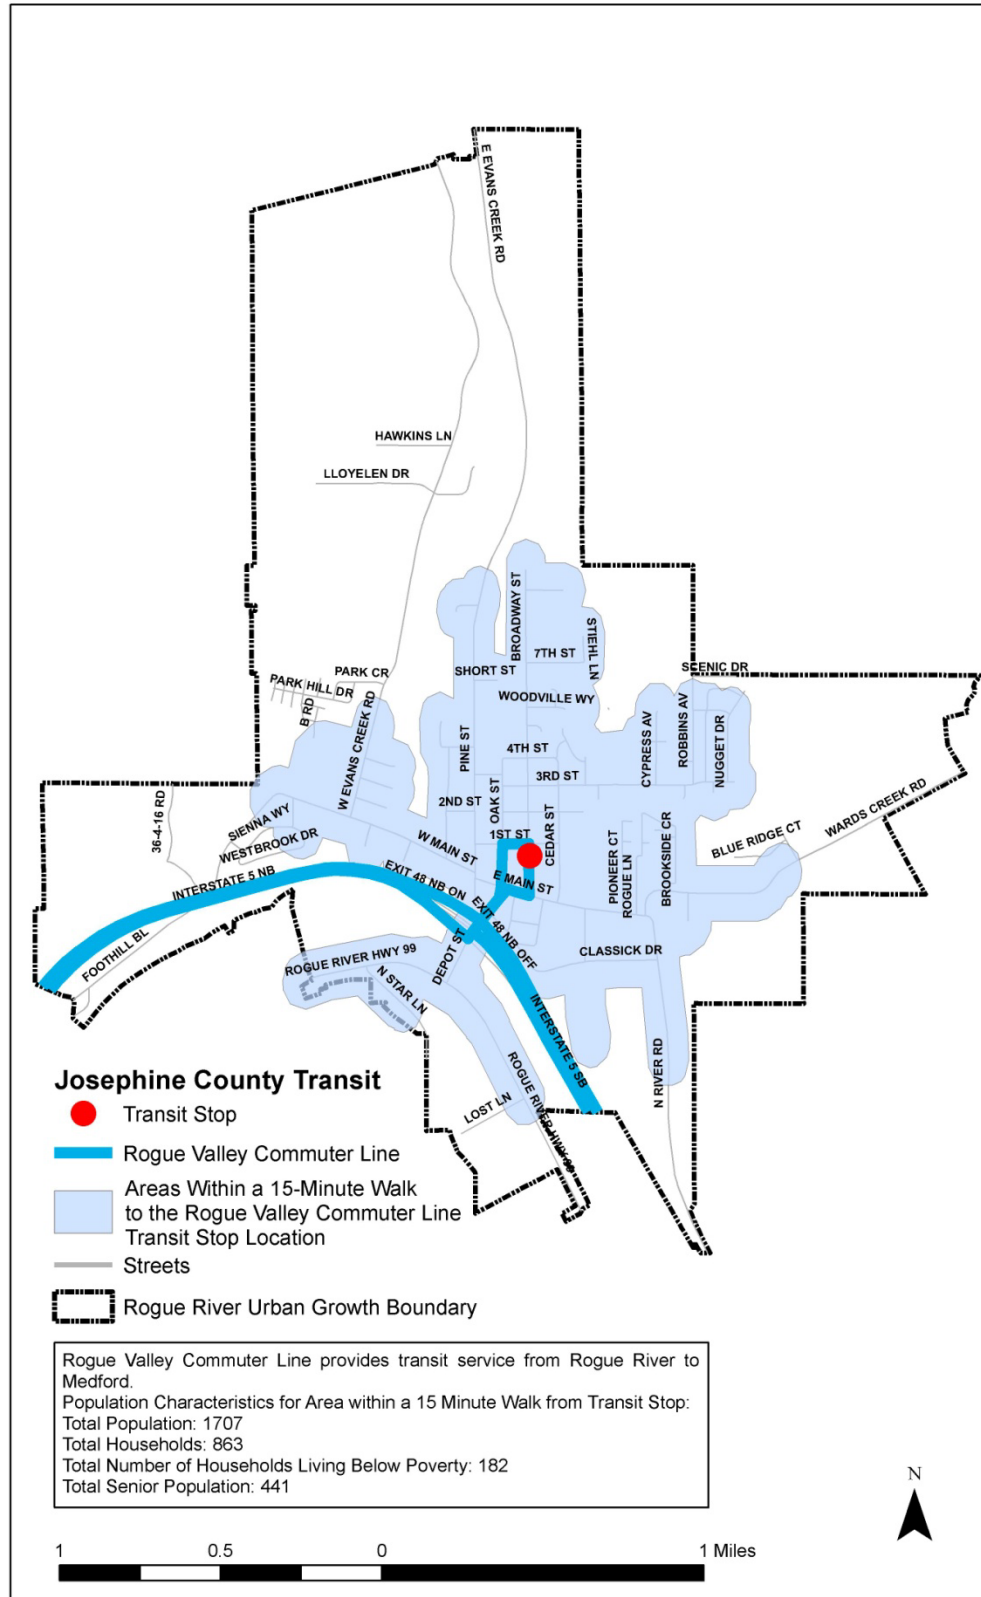 E EVANS CREEK RD
HAWKINS LN
LLOYELEN DR
BROADWAY ST
STIEHL LN
7TH ST
SHORT ST
SCENIC DR
PARK CR
PARK HILL DR
B RD
WOODVILLE WY
W EVANS CREEK RD
PINE ST
CYPRESS AV
ROBBINS AV
NUGGET DR
4TH ST
3RD ST
OAK ST
2ND ST
36-4-16 RD
SIENNA WY
WESTBROOK DR
1ST ST
CEDAR ST
W MAIN ST
E MAIN ST
PIONEER CT
ROGUE LN
BROOKSIDE CR
BLUE RIDGE CT
WARDS CREEK RD
INTERSTATE 5 NB
EXIT 48 NB ON
EXIT 48 NB OFF
FOOTHILL BL
ROGUE RIVER HWY 99
DEPOT ST
CLASSICK DR
N STAR LN
INTERSTATE 5 SB
N RIVER RD
LOST LN
ROGUE RIVER HWY 99
Josephine County Transit
Transit Stop
Rogue Valley Commuter Line
Areas Within a 15-Minute Walk
to the Rogue Valley Commuter Line
Transit Stop Location
Streets
Rogue River Urban Growth Boundary
Rogue Valley Commuter Line provides transit service from Rogue River to
Medford.
Population Characteristics for Area within a 15 Minute Walk from Transit Stop:
Total Population: 1707
Total Households: 863
Total Number of Households Living Below Poverty: 182
Total Senior Population: 441
N
1 0.5 0 1 Miles